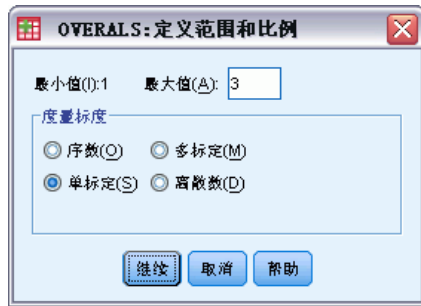 OVERALS:定义范围和比例
最小值(I):1 最大值(A): 3
度量标度
序数(O) 多标定(M)
单标定(S) 离散数(D)
继续 取消 帮助